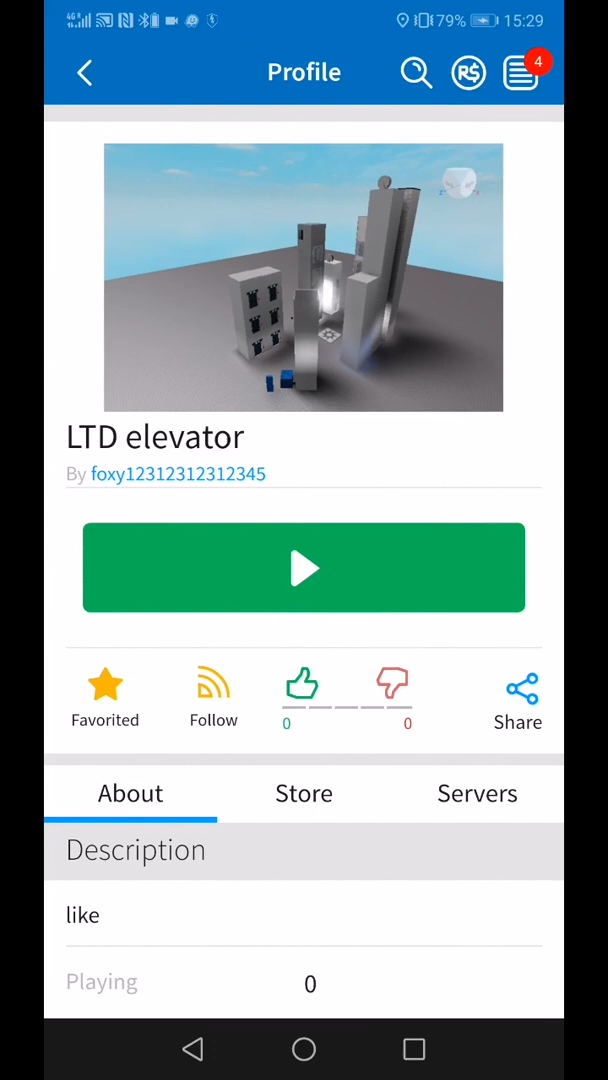 4G 79% 15:29
Profile
R$
4
LTD elevator
By foxy12312312312345
Favorited
Follow
0
0
Share
About
Store
Servers
Description
like
Playing
0